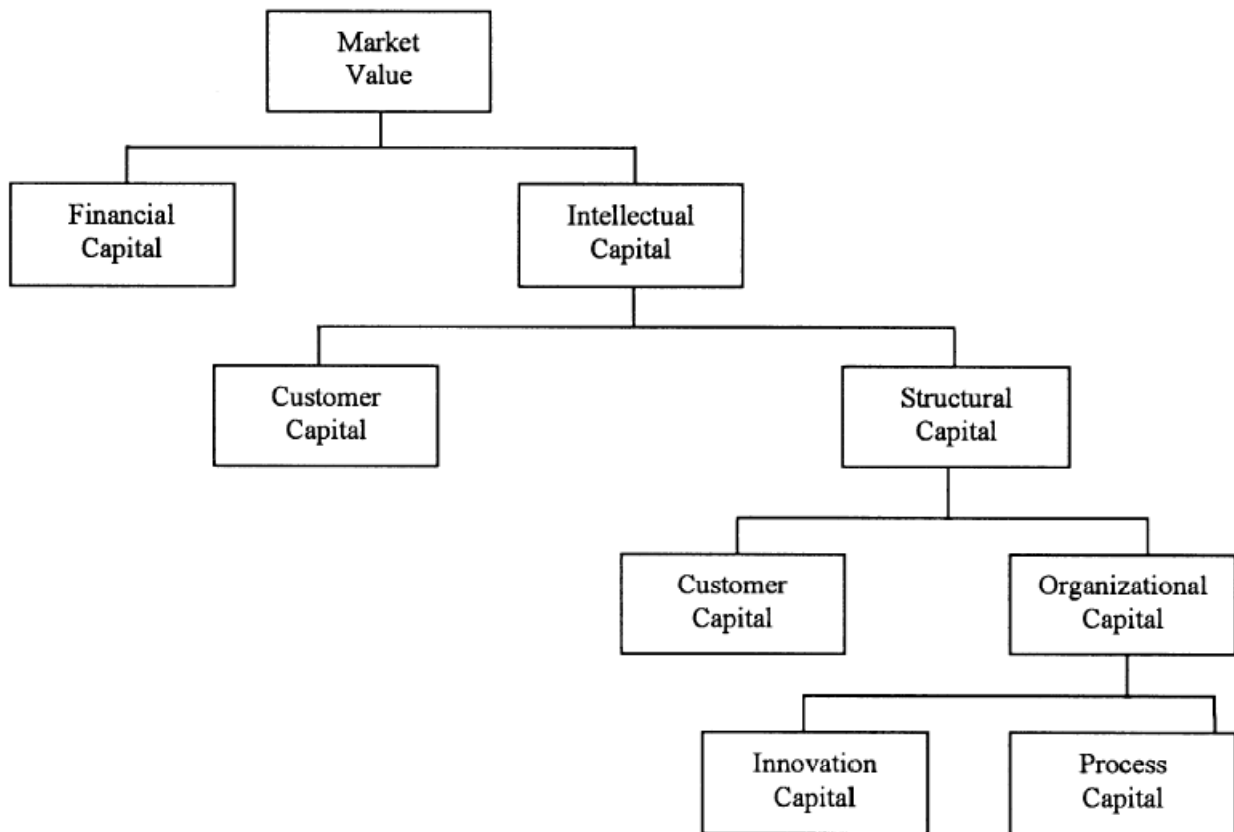 Market
Value
Financial
Capital
Intellectual
Capital
Customer
Capital
Structural
Capital
Customer
Capital
Organizational
Capital
Innovation
Capital
Process
Capital